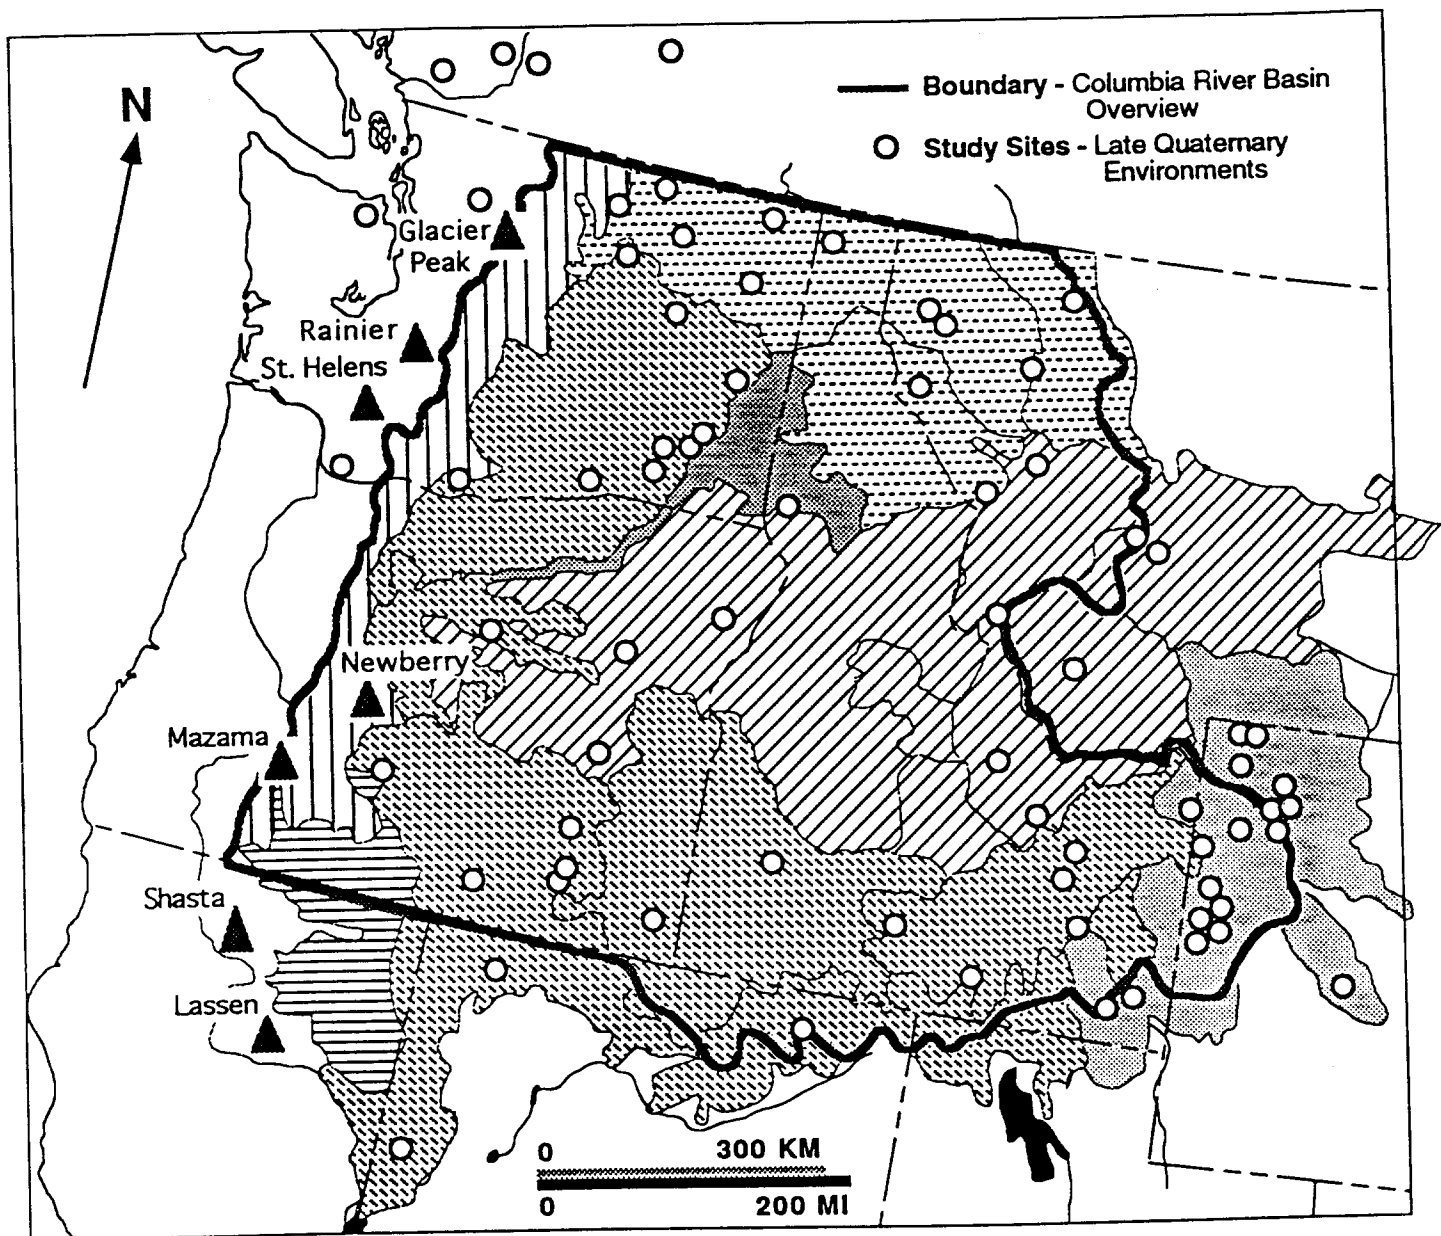 N
Boundary - Columbia River Basin
Overview
Study Sites - Late Quaternary
Environments
Glacier
Peak
Rainier
St. Helens
Newberry
Mazama
Shasta
Lassen
0 300 KM
0 200 MI